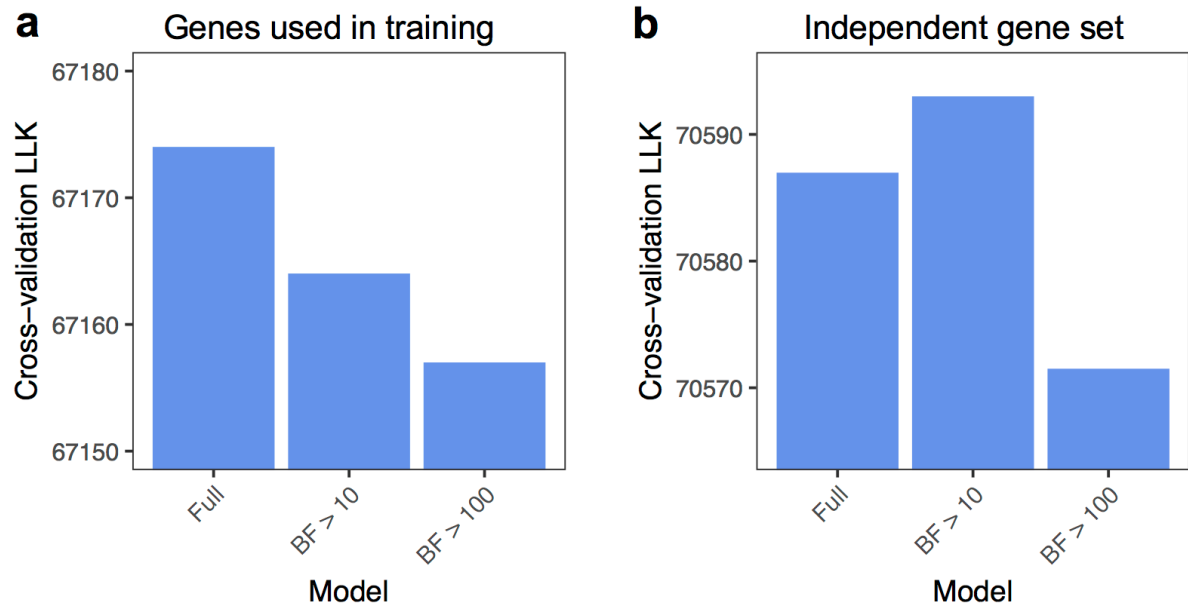 a
Genes used in training
Cross−validation LLK
67180
67170
67160
67150
Full
BF > 10
BF > 100
Model
b
Independent gene set
Cross−validation LLK
70590
70580
70570
Full
BF > 10
BF > 100
Model